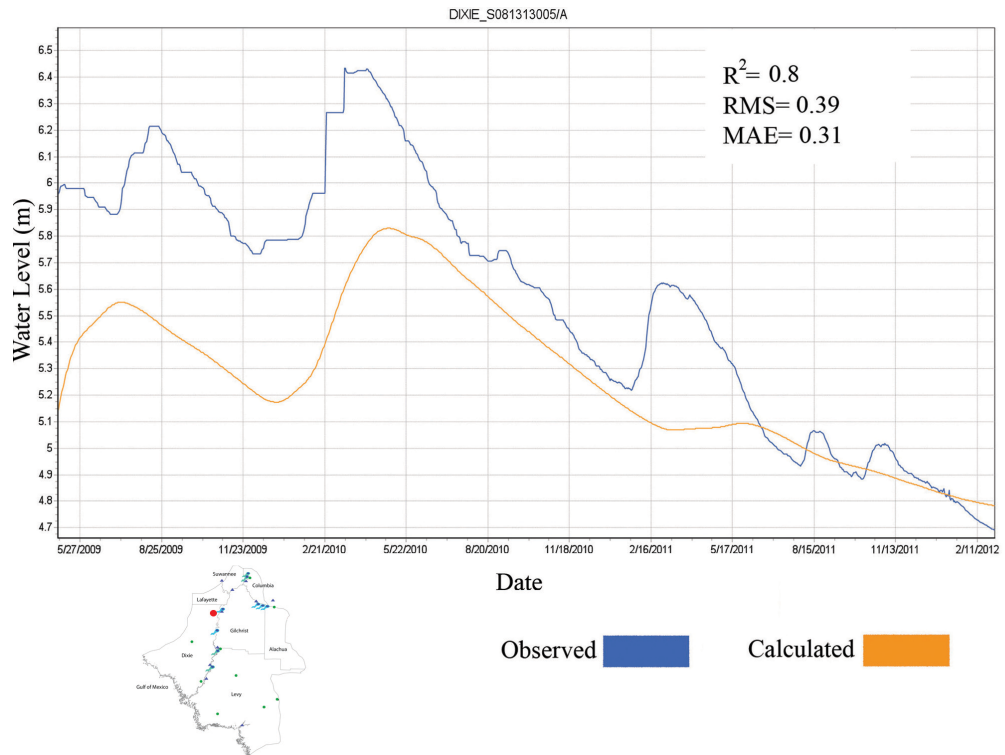 DIXIE_S081313005/A
R²= 0.8
RMS= 0.39
MAE= 0.31
Water Level (m)
6.5
6.4
6.3
6.2
6.1
6
5.9
5.8
5.7
5.6
5.5
5.4
5.3
5.2
5.1
5
4.9
4.8
4.7
5/27/2009 8/25/2009 11/23/2009 2/21/2010 5/22/2010 8/20/2010 11/18/2010 2/16/2011 5/17/2011 8/15/2011 11/13/2011 2/11/2012
Date
Suwannee
Columbia
Lafayette
Gilchrist
Dixie
Alachua
Gulf of Mexico
Levy
Observed
Calculated